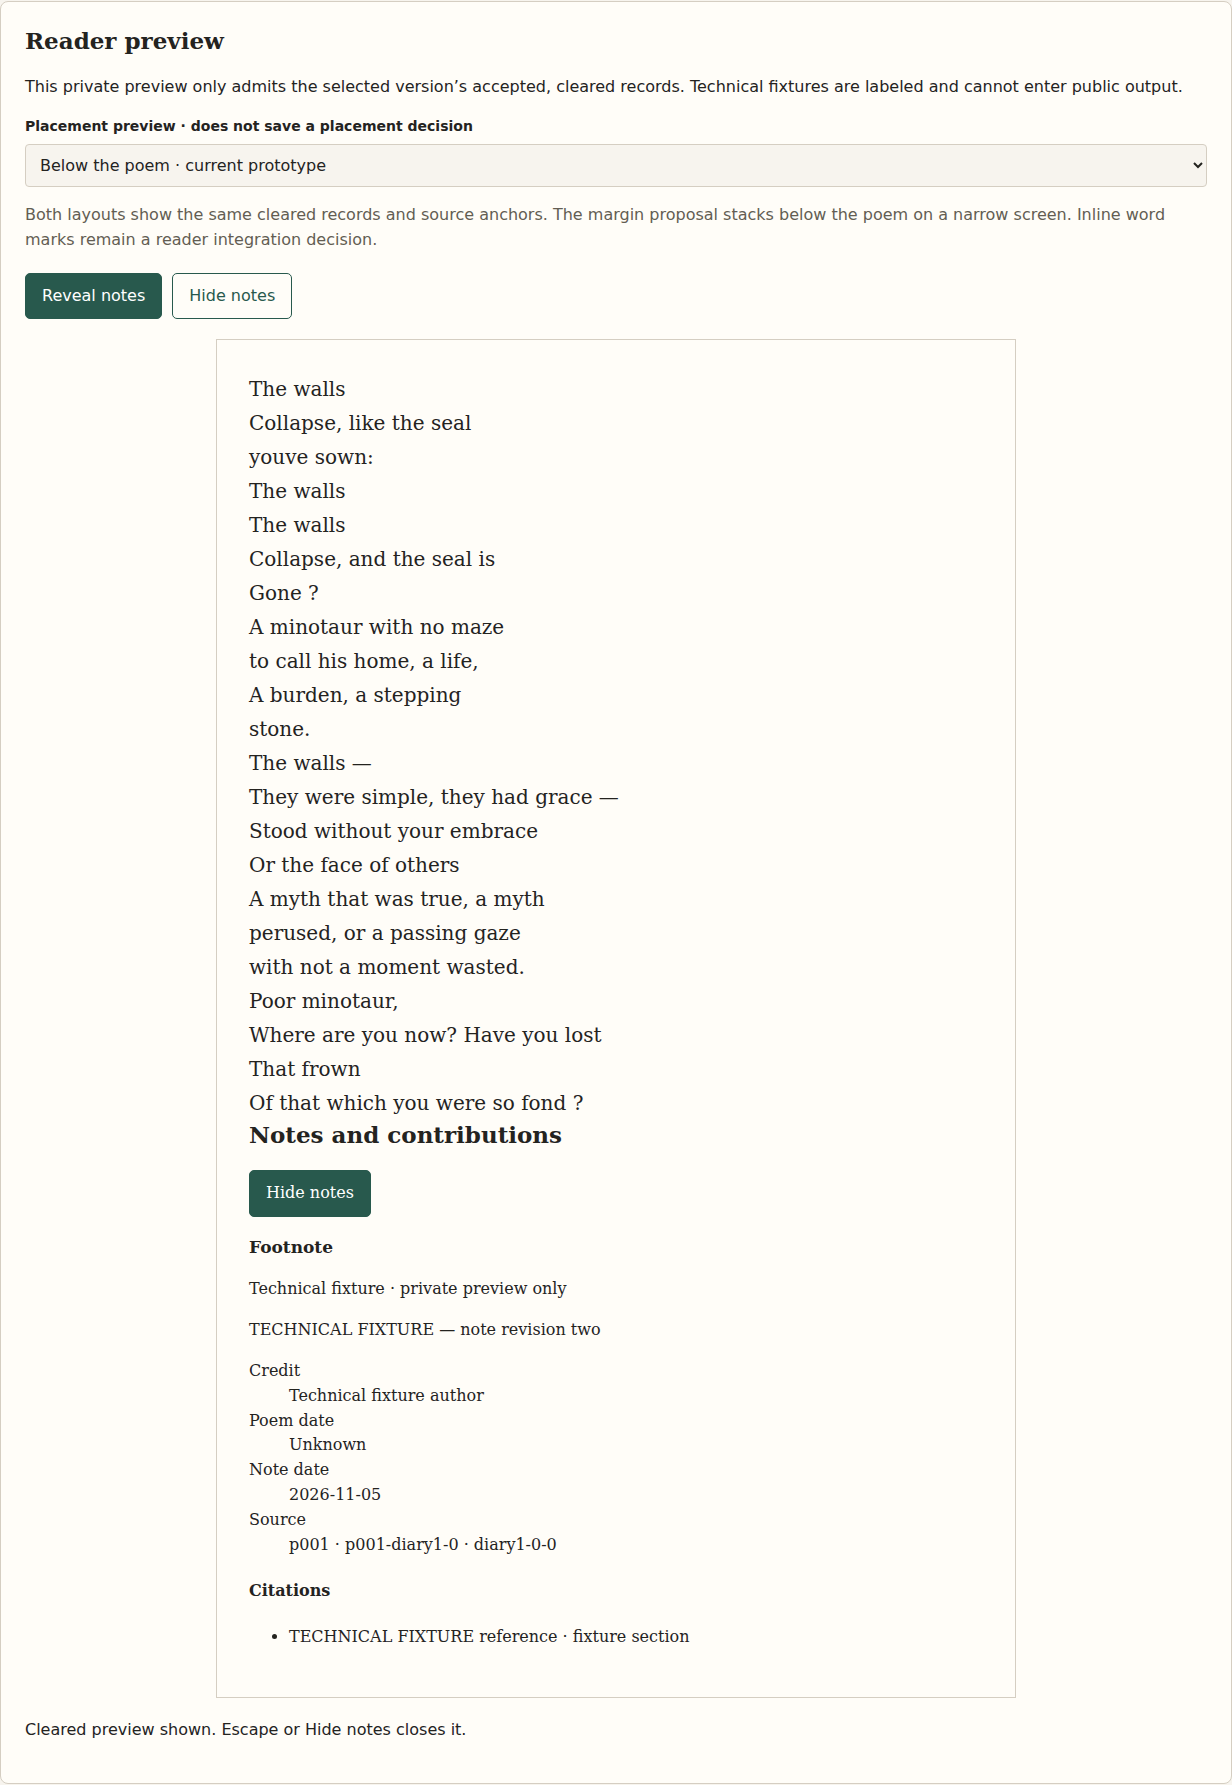 Reader preview
This private preview only admits the selected version’s accepted, cleared records. Technical fixtures are labeled and cannot enter public output.
Placement preview · does not save a placement decision
Below the poem · current prototype
Both layouts show the same cleared records and source anchors. The margin proposal stacks below the poem on a narrow screen. Inline word
marks remain a reader integration decision.
Reveal notes
Hide notes
The walls
Collapse, like the seal
youve sown:
The walls
The walls
Collapse, and the seal is
Gone ?
A minotaur with no maze
to call his home, a life,
A burden, a stepping
stone.
The walls —
They were simple, they had grace —
Stood without your embrace
Or the face of others
A myth that was true, a myth
perused, or a passing gaze
with not a moment wasted.
Poor minotaur,
Where are you now? Have you lost
That frown
Of that which you were so fond ?
Notes and contributions
Hide notes
Footnote
Technical fixture · private preview only
TECHNICAL FIXTURE — note revision two
Credit
Technical fixture author
Poem date
Unknown
Note date
2026-11-05
Source
p001 · p001-diary1-0 · diary1-0-0
Citations
• TECHNICAL FIXTURE reference · fixture section
Cleared preview shown. Escape or Hide notes closes it.